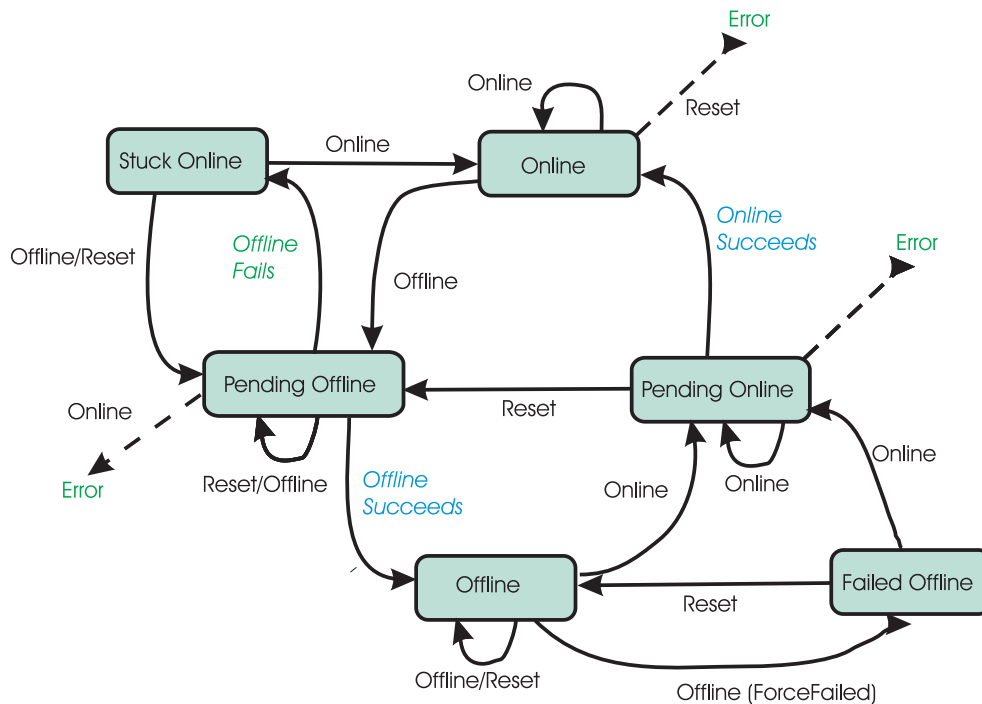 Error
Online
Reset
Stuck Online
Online
Online
Online
Succeeds
Error
Offline/Reset
Offline
Fails
Offline
Pending Offline
Pending Online
Reset
Online
Error
Reset/Offline
Offline
Succeeds
Online
Online
Online
Offline
Failed Offline
Reset
Offline/Reset
Offline (ForceFailed)